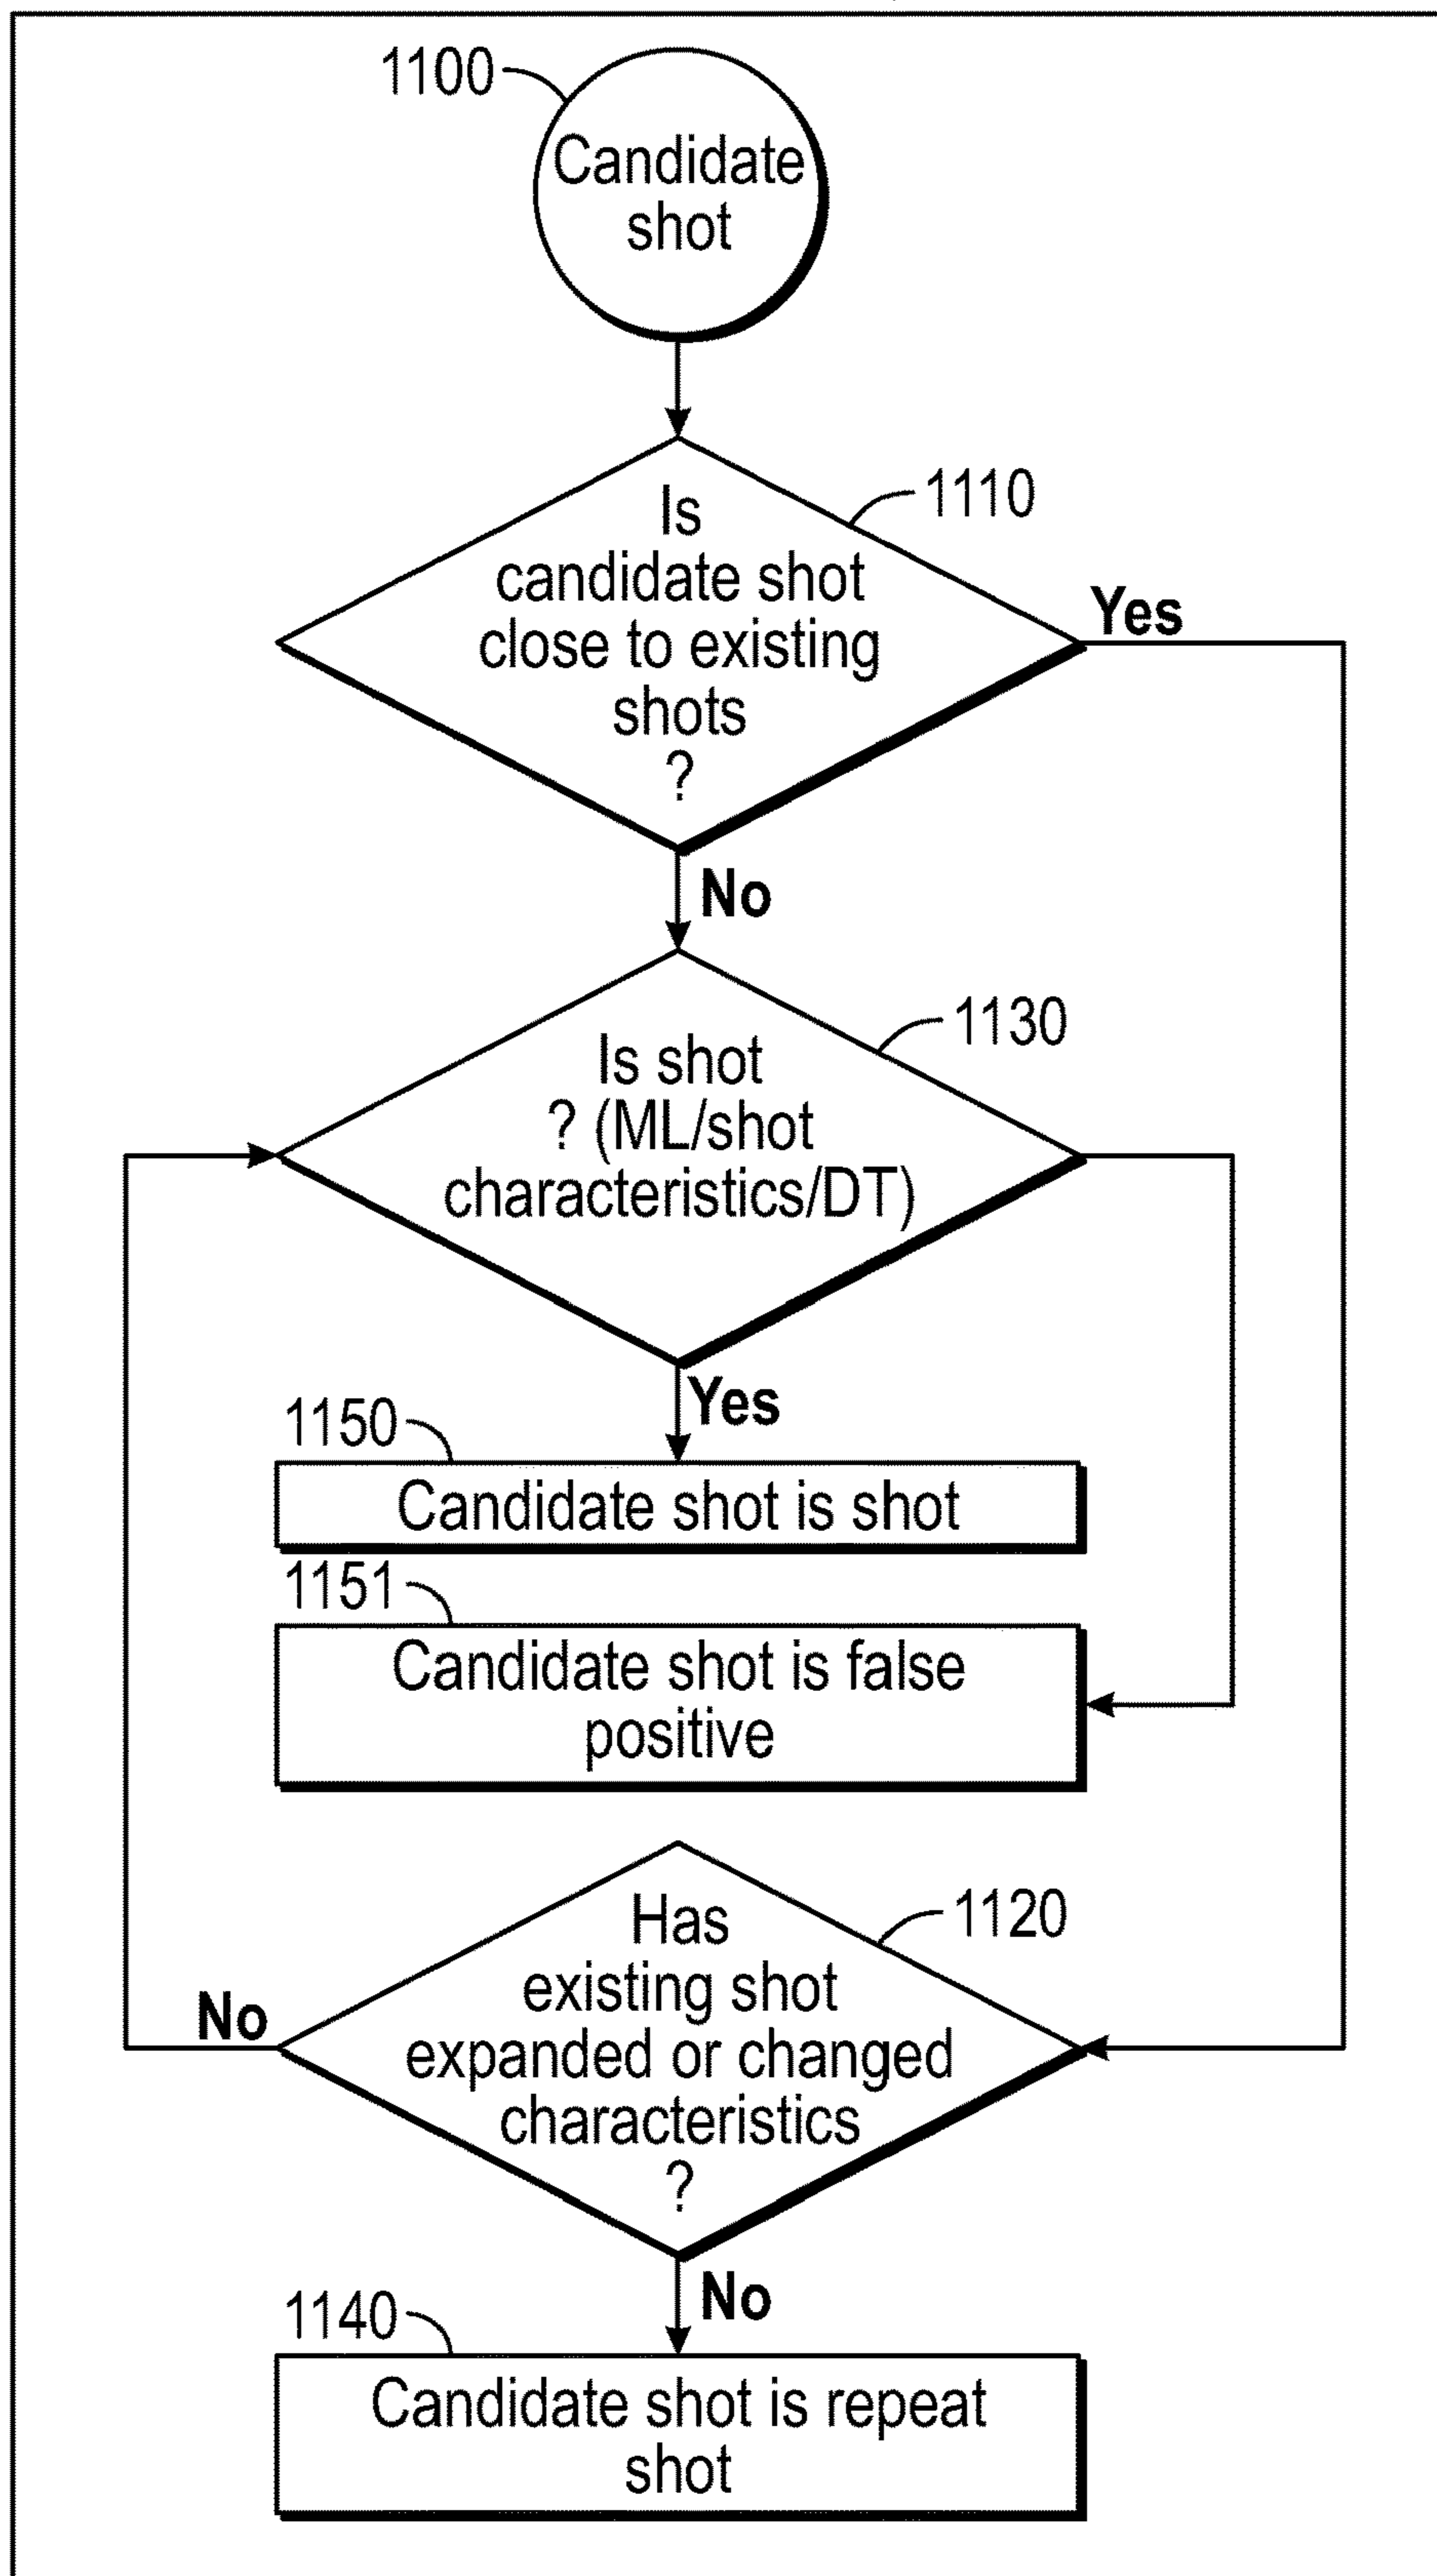 1100
Candidate
shot
1110
Is
candidate shot
close to existing
shots
?
Yes
No
1130
Is shot
? (ML/shot
characteristics/DT)
Yes
1150
Candidate shot is shot
1151
Candidate shot is false
positive
1120
Has
existing shot
expanded or changed
characteristics
?
No
No
1140
Candidate shot is repeat
shot